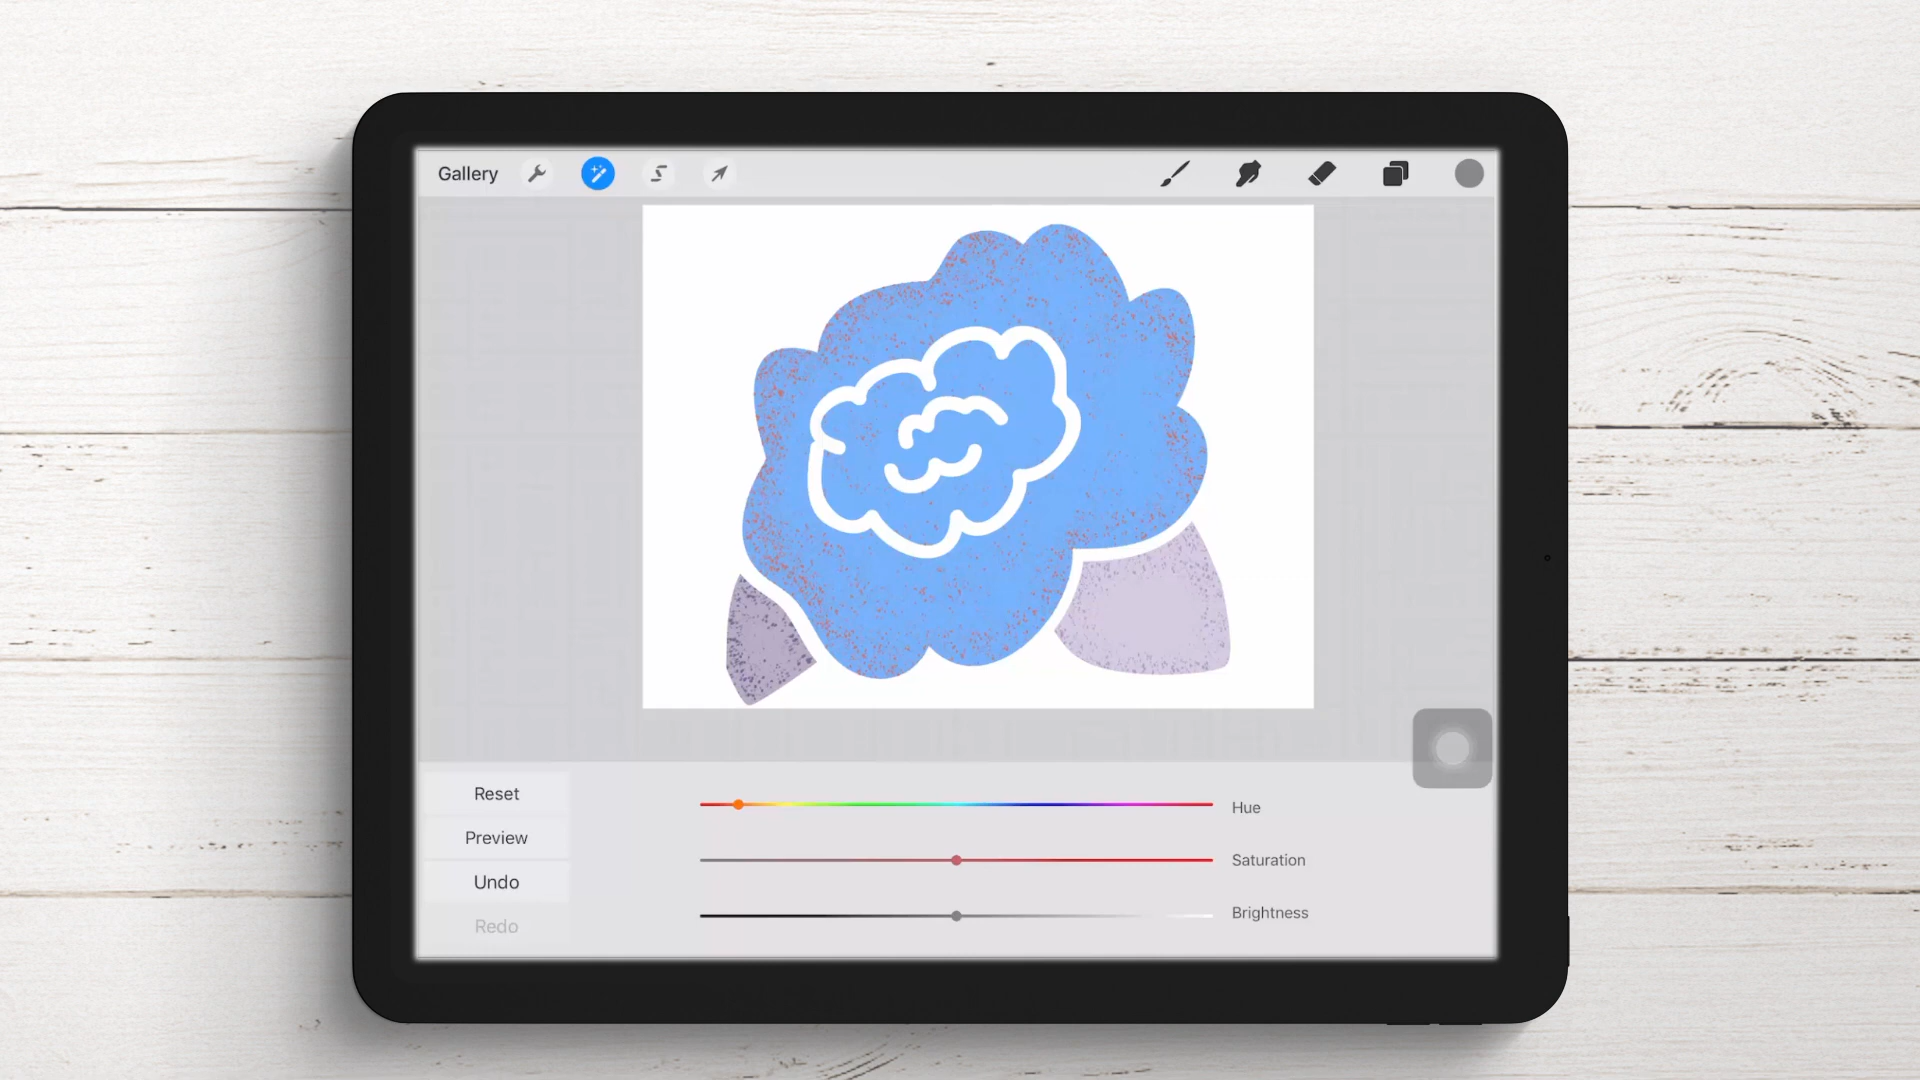 Gallery
Reset
Preview
Undo
Redo
Hue
Saturation
Brightness